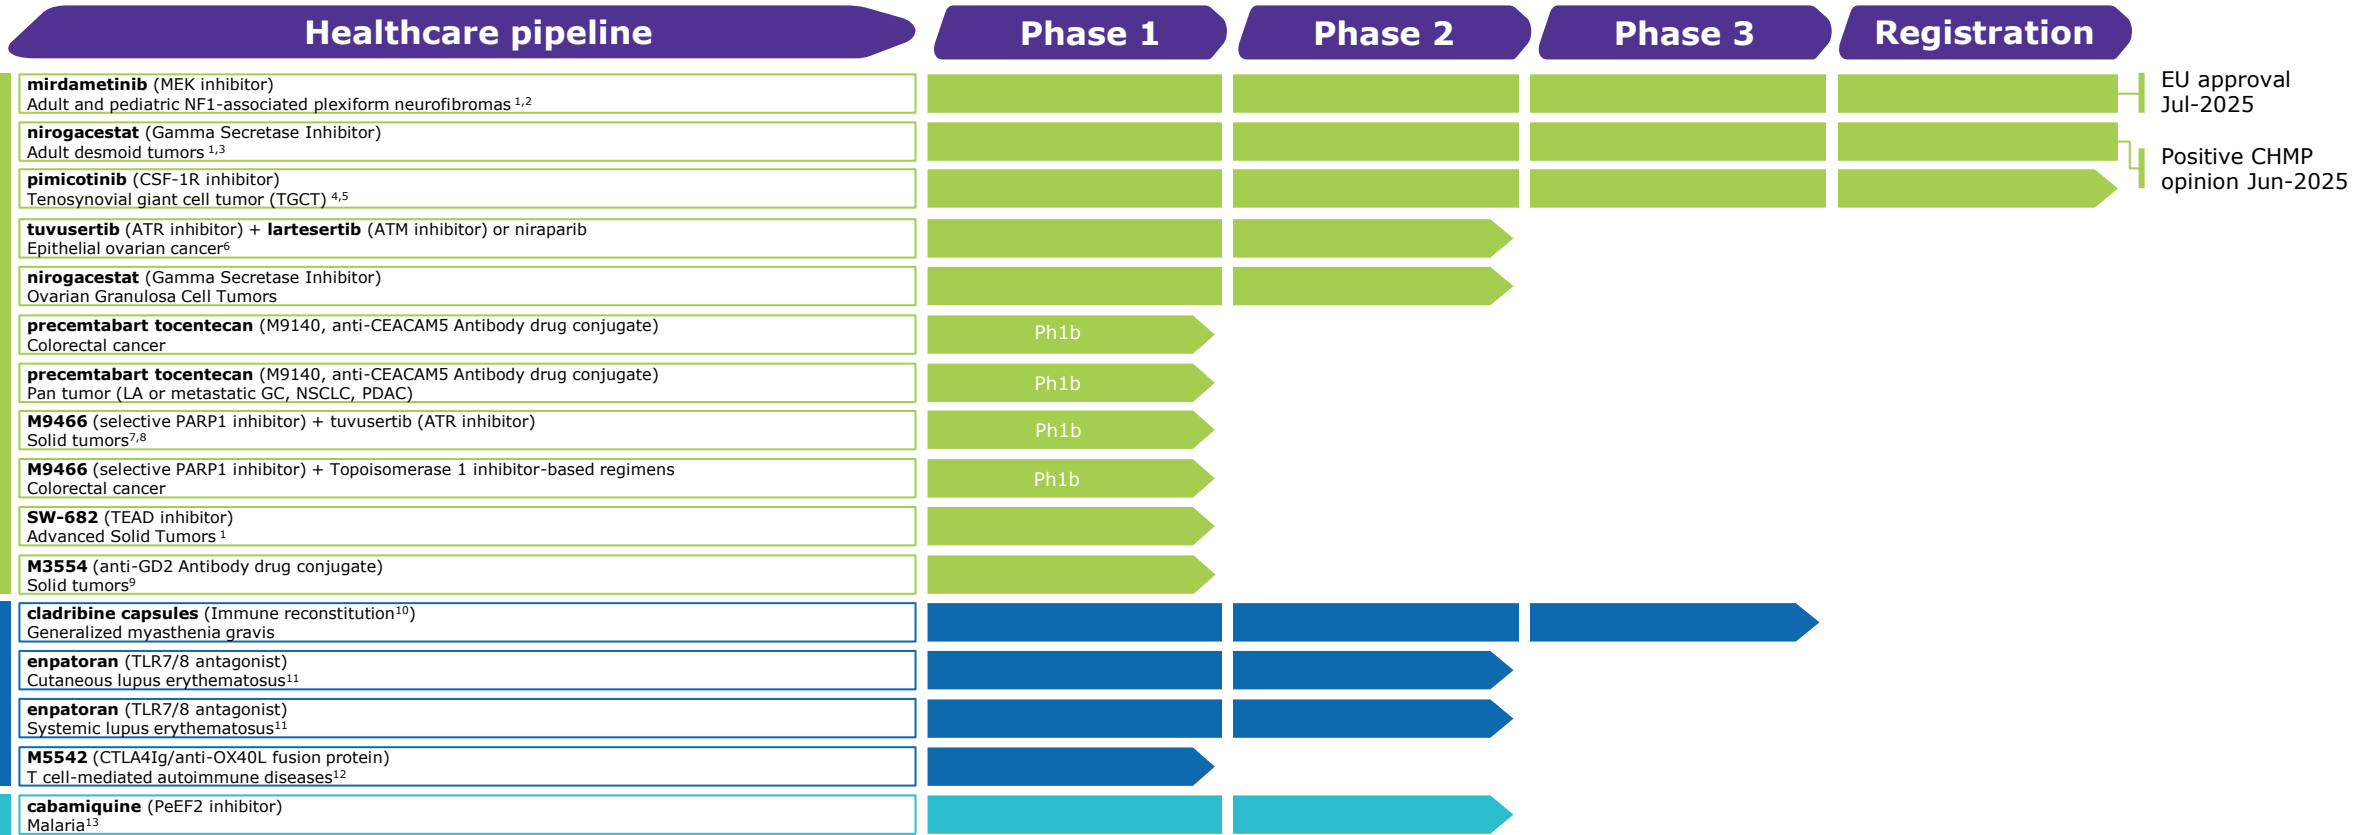 Healthcare pipeline
Phase 1
Phase 2
Phase 3
Registration
mirdametinib (MEK inhibitor)
Adult and pediatric NF1-associated plexiform neurofibromas 1,2
EU approval
Jul-2025
nirogacestat (Gamma Secretase Inhibitor)
Adult desmoid tumors 1,3
Positive CHMP
opinion Jun-2025
pimicotinib (CSF-1R inhibitor)
Tenosynovial giant cell tumor (TGCT) 4,5
tuvusertib (ATR inhibitor) + lartesertib (ATM inhibitor) or niraparib
Epithelial ovarian cancer6
nirogacestat (Gamma Secretase Inhibitor)
Ovarian Granulosa Cell Tumors
precemtabart tocentecan (M9140, anti-CEACAM5 Antibody drug conjugate)
Colorectal cancer
Ph1b
precemtabart tocentecan (M9140, anti-CEACAM5 Antibody drug conjugate)
Pan tumor (LA or metastatic GC, NSCLC, PDAC)
Ph1b
M9466 (selective PARP1 inhibitor) + tuvusertib (ATR inhibitor)
Solid tumors7,8
Ph1b
M9466 (selective PARP1 inhibitor) + Topoisomerase 1 inhibitor-based regimens
Colorectal cancer
Ph1b
SW-682 (TEAD inhibitor)
Advanced Solid Tumors 1
M3554 (anti-GD2 Antibody drug conjugate)
Solid tumors9
cladribine capsules (Immune reconstitution10)
Generalized myasthenia gravis
enpatoran (TLR7/8 antagonist)
Cutaneous lupus erythematosus11
enpatoran (TLR7/8 antagonist)
Systemic lupus erythematosus11
M5542 (CTLA4Ig/anti-OX40L fusion protein)
T cell-mediated autoimmune diseases12
cabamiquine (PeEF2 inhibitor)
Malaria13